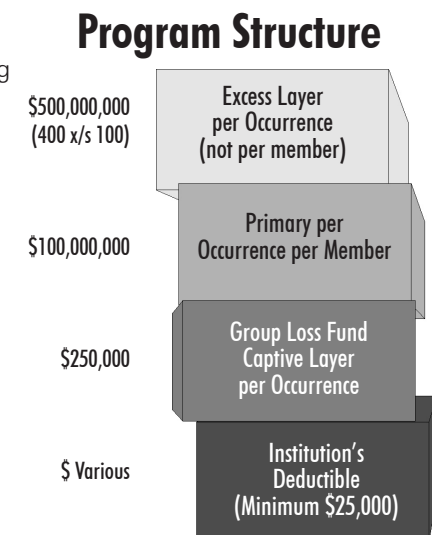 Program Structure
g
$500,000,000
(400 x/s 100)
Excess Layer
per Occurrence
(not per member)
$100,000,000
Primary per
Occurrence per Member
$250,000
Group Loss Fund
Captive Layer
per Occurrence
$ Various
Institution's
Deductible
(Minimum $25,000)